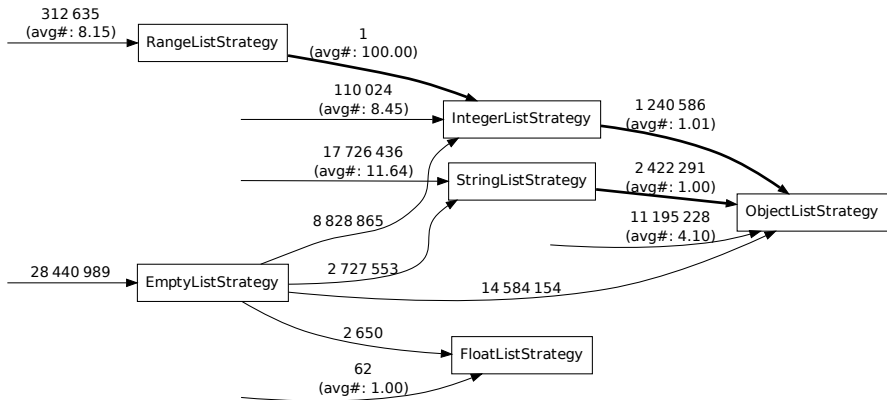 312 635
(avg#: 8.15)
RangeListStrategy
1
(avg#: 100.00)
110 024
(avg#: 8.45)
IntegerListStrategy
1 240 586
(avg#: 1.01)
17 726 436
(avg#: 11.64)
StringListStrategy
2 422 291
(avg#: 1.00)
ObjectListStrategy
11 195 228
(avg#: 4.10)
8 828 865
28 440 989
EmptyListStrategy
2 727 553
14 584 154
2 650
FloatListStrategy
62
(avg#: 1.00)